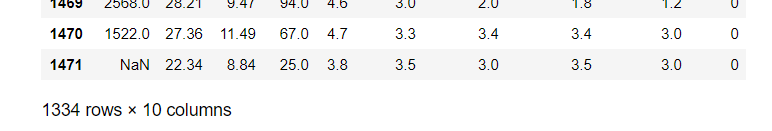 1469 2568.0 28.21 9.47 94.0 4.6 3.0 2.0 1.8 1.2 0
1470 1522.0 27.36 11.49 67.0 4.7 3.3 3.4 3.4 3.0 0
1471 NaN 22.34 8.84 25.0 3.8 3.5 3.0 3.5 3.0 0
1334 rows × 10 columns